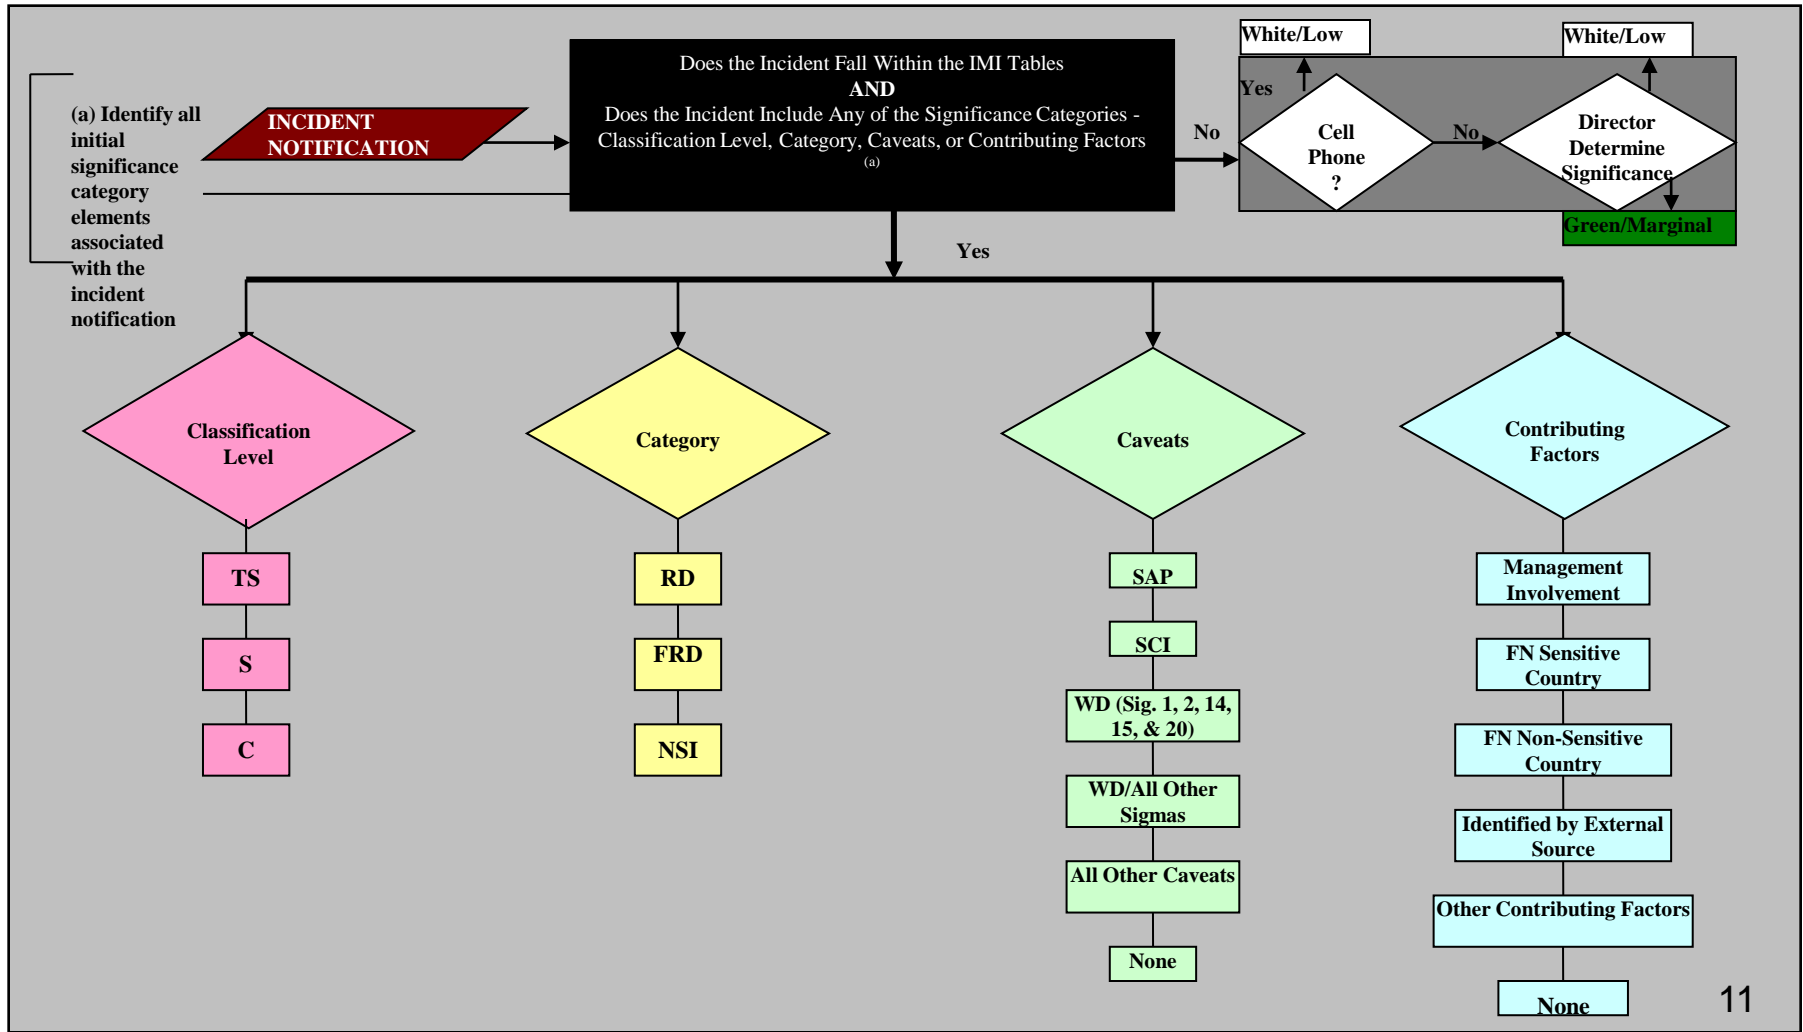 (a) Identify all
initial
significance
category
elements
associated
with the
incident
notification
INCIDENT
NOTIFICATION
Does the Incident Fall Within the IMI Tables
AND
Does the Incident Include Any of the Significance Categories -
Classification Level, Category, Caveats, or Contributing Factors
(a)
No
Yes
White/Low
Yes
Cell
Phone
?
No
White/Low
Director
Determine
Significance
Green/Marginal
Classification
Level
TS
S
C
Category
RD
FRD
NSI
Caveats
SAP
SCI
WD (Sig. 1, 2, 14,
15, & 20)
WD/All Other
Sigmas
All Other Caveats
None
Contributing
Factors
Management
Involvement
FN Sensitive
Country
FN Non-Sensitive
Country
Identified by External
Source
Other Contributing Factors
None
11